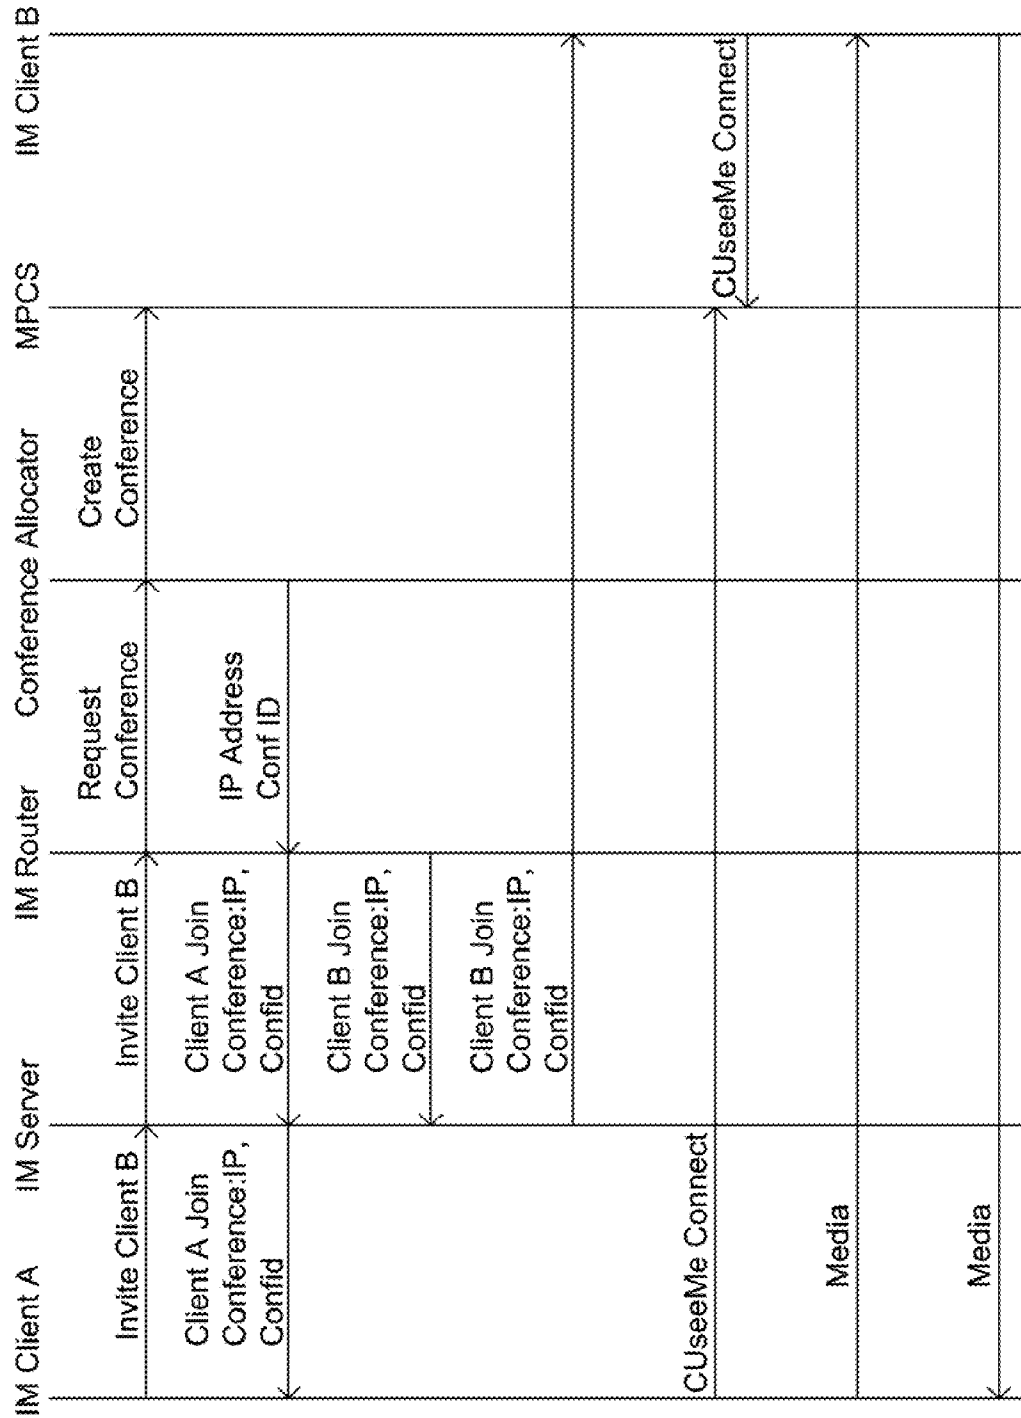 IM Client A
IM Server
IM Router
Conference Allocator
MPCS
IM Client B
Invite Client B
Invite Client B
Request
Conference
Create
Conference
Client A Join
Conference:IP,
Confid
Client A Join
Conference:IP,
Confid
IP Address
Conf ID
Client B Join
Conference:IP,
Confid
Client B Join
Conference:IP,
Confid
CUseeMe Connect
CUseeMe Connect
Media
Media